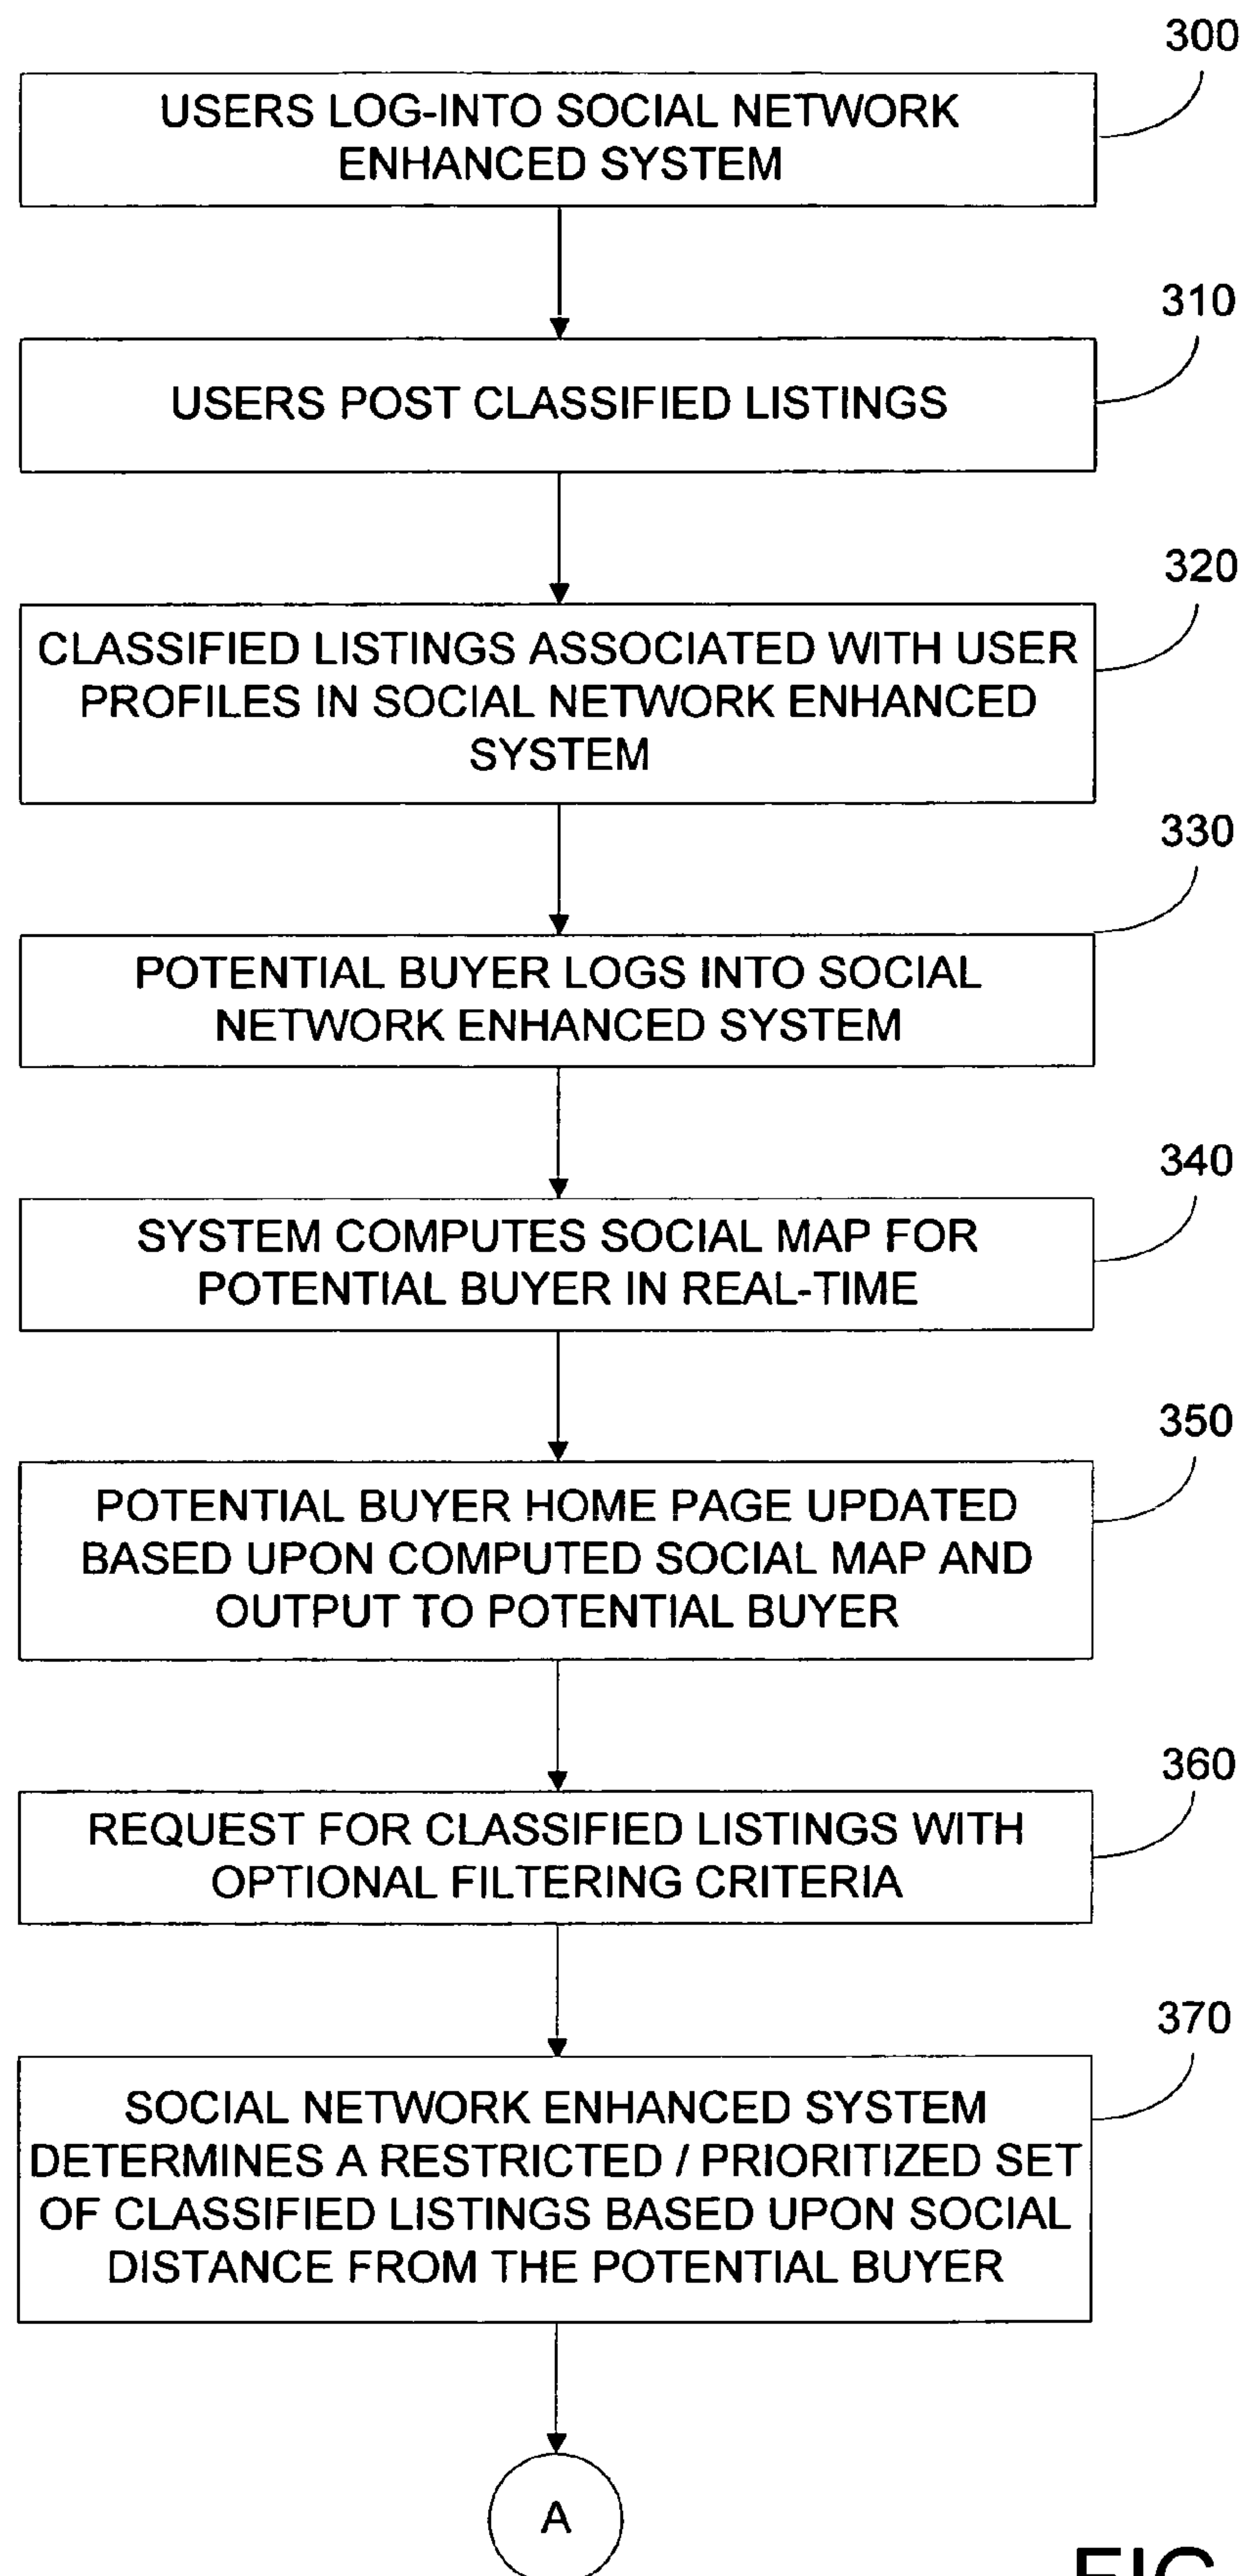 300
USERS LOG-INTO SOCIAL NETWORK
ENHANCED SYSTEM
310
USERS POST CLASSIFIED LISTINGS
320
CLASSIFIED LISTINGS ASSOCIATED WITH USER
PROFILES IN SOCIAL NETWORK ENHANCED
SYSTEM
330
POTENTIAL BUYER LOGS INTO SOCIAL
NETWORK ENHANCED SYSTEM
340
SYSTEM COMPUTES SOCIAL MAP FOR
POTENTIAL BUYER IN REAL-TIME
350
POTENTIAL BUYER HOME PAGE UPDATED
BASED UPON COMPUTED SOCIAL MAP AND
OUTPUT TO POTENTIAL BUYER
360
REQUEST FOR CLASSIFIED LISTINGS WITH
OPTIONAL FILTERING CRITERIA
370
SOCIAL NETWORK ENHANCED SYSTEM
DETERMINES A RESTRICTED / PRIORITIZED SET
OF CLASSIFIED LISTINGS BASED UPON SOCIAL
DISTANCE FROM THE POTENTIAL BUYER
A
FIG